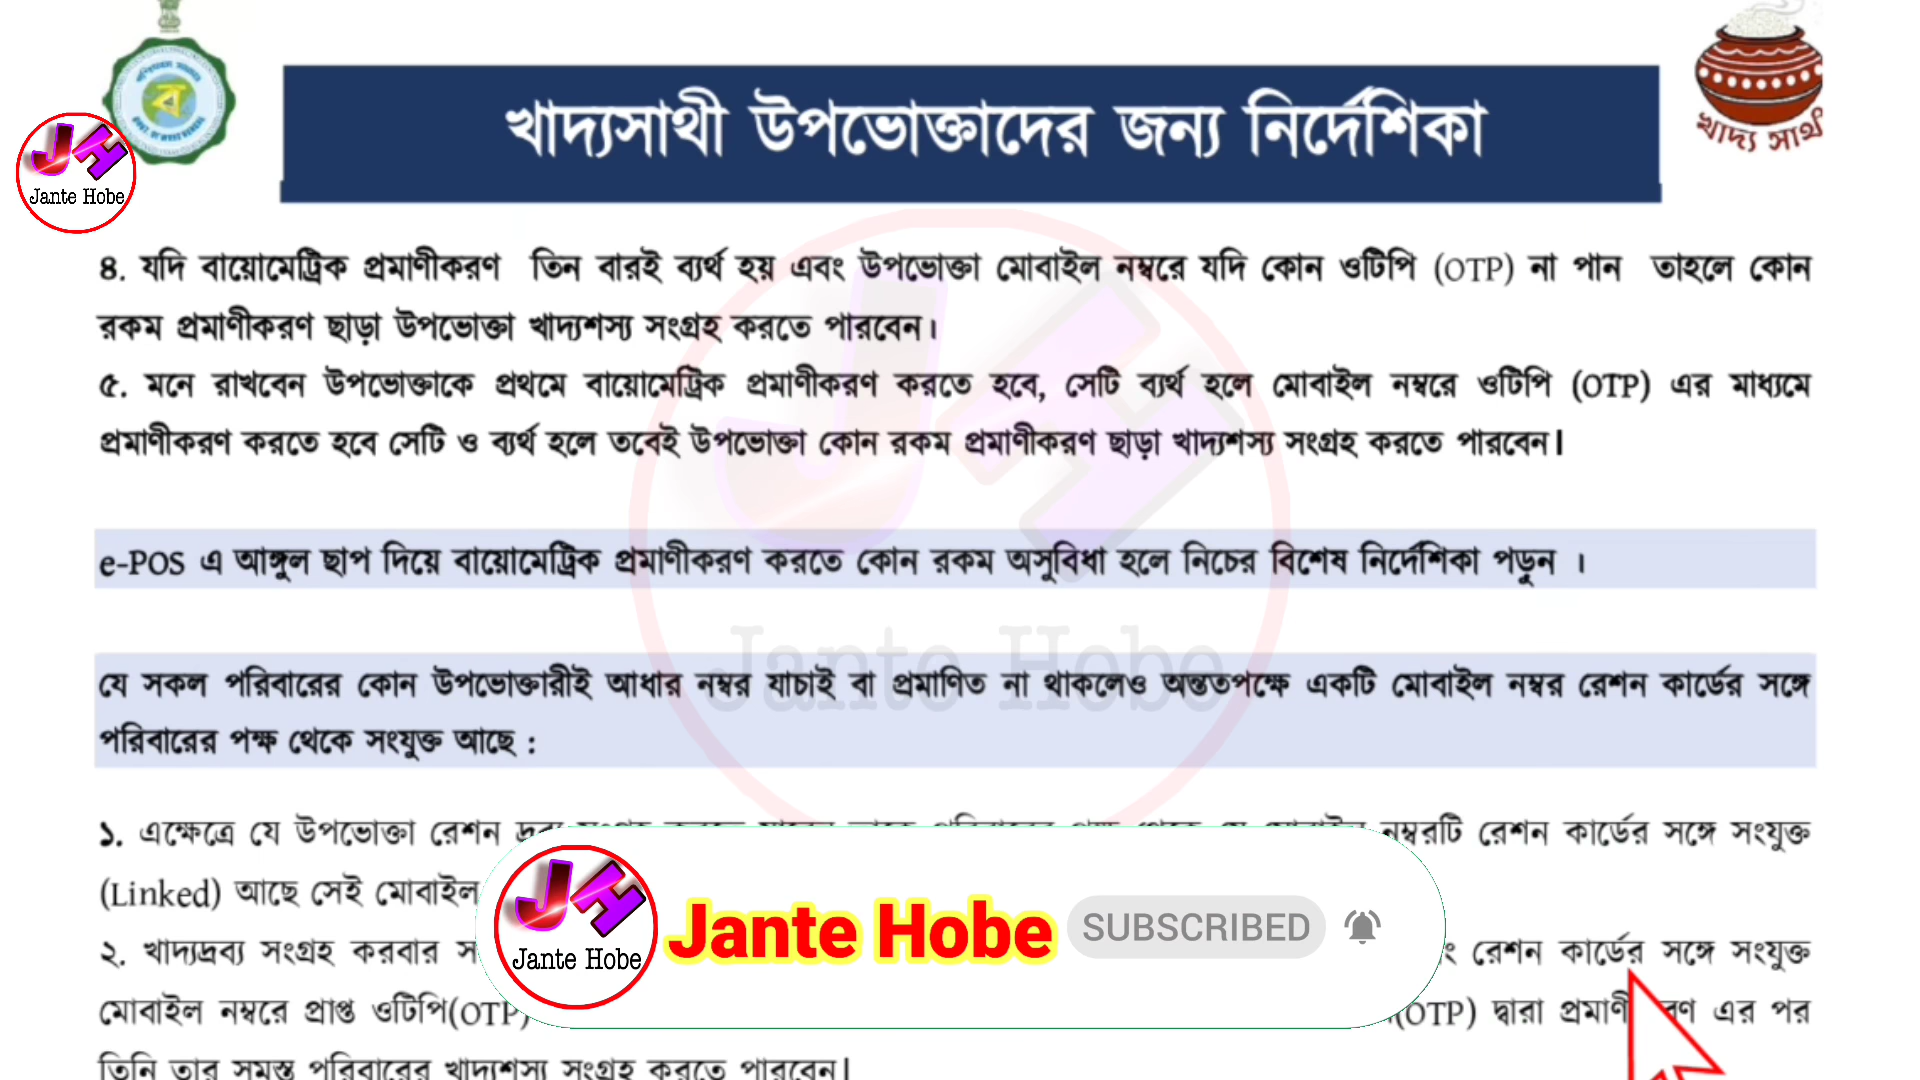 খাদ্যসাথী উপভোক্তাদের জন্য নির্দেশিকা
খাদ্য সাথী
Jante Hobe
৪. যদি বায়োমেট্রিক প্রমাণীকরণ তিন বারই ব্যর্থ হয় এবং উপভোক্তা মোবাইল নম্বরে যদি কোন ওটিপি (OTP) না পান তাহলে কোন
রকম প্রমাণীকরণ ছাড়া উপভোক্তা খাদ্যশস্য সংগ্রহ করতে পারবেন।
৫. মনে রাখবেন উপভোক্তাকে প্রথমে বায়োমেট্রিক প্রমাণীকরণ করতে হবে, সেটি ব্যর্থ হলে মোবাইল নম্বরে ওটিপি (OTP) এর মাধ্যমে
প্রমাণীকরণ করতে হবে সেটি ও ব্যর্থ হলে তবেই উপভোক্তা কোন রকম প্রমাণীকরণ ছাড়া খাদ্যশস্য সংগ্রহ করতে পারবেন।
e-POS এ আঙ্গুল ছাপ দিয়ে বায়োমেট্রিক প্রমাণীকরণ করতে কোন রকম অসুবিধা হলে নিচের বিশেষ নির্দেশিকা পড়ুন ।
Jante Hobe
যে সকল পরিবারের কোন উপভোক্তারীই আধার নম্বর যাচাই বা প্রমাণিত না থাকলেও অন্ততপক্ষে একটি মোবাইল নম্বর রেশন কার্ডের সঙ্গে
পরিবারের পক্ষ থেকে সংযুক্ত আছে :
১. এক্ষেত্রে যে উপভোক্তা রেশন নম্বরটি রেশন কার্ডের সঙ্গে সংযুক্ত
(Linked) আছে সেই মোবাইল
Jante Hobe SUBSCRIBED
Jante Hobe
২. খাদ্যদ্রব্য সংগ্রহ করবার রেশন কার্ডের সঙ্গে সংযুক্ত
মোবাইল নম্বরে প্রাপ্ত ওটিপি(OTP) (OTP) দ্বারা এর পর
তিনি তার সমস্ত পরিবারের খাদ্যশস্য সংগ্রহ করতে পারবেন।